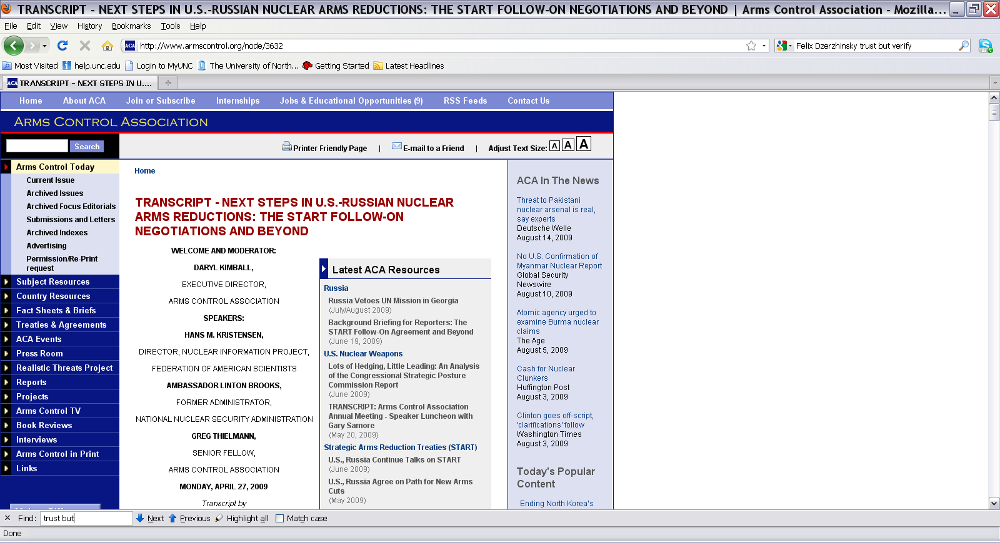 TRANSCRIPT - NEXT STEPS IN U.S.-RUSSIAN NUCLEAR ARMS REDUCTIONS: THE START FOLLOW-ON NEGOTIATIONS AND BEYOND | Arms Control Association - Mozilla...
File Edit View History Bookmarks Tools Help
ACA http://www.armscontrol.org/node/3632 Felix Dzerzhinsky trust but verify
Most Visited help.unc.edu Login to MyUNC The University of North... Getting Started Latest Headlines
ACA TRANSCRIPT - NEXT STEPS IN U....
Home About ACA Join or Subscribe Internships Jobs & Educational Opportunities (9) RSS Feeds Contact Us
ARMS CONTROL ASSOCIATION
Search Printer Friendly Page | E-mail to a Friend | Adjust Text Size: A A A
Arms Control Today
Current Issue
Archived Issues
Archived Focus Editorials
Submissions and Letters
Archived Indexes
Advertising
Permission/Re-Print
request
Subject Resources
Country Resources
Fact Sheets & Briefs
Treaties & Agreements
ACA Events
Press Room
Realistic Threats Project
Reports
Projects
Arms Control TV
Book Reviews
Interviews
Arms Control in Print
Links
Home
TRANSCRIPT - NEXT STEPS IN U.S.-RUSSIAN NUCLEAR
ARMS REDUCTIONS: THE START FOLLOW-ON
NEGOTIATIONS AND BEYOND
WELCOME AND MODERATOR:
DARYL KIMBALL,
EXECUTIVE DIRECTOR,
ARMS CONTROL ASSOCIATION
SPEAKERS:
HANS M. KRISTENSEN,
DIRECTOR, NUCLEAR INFORMATION PROJECT,
FEDERATION OF AMERICAN SCIENTISTS
AMBASSADOR LINTON BROOKS,
FORMER ADMINISTRATOR,
NATIONAL NUCLEAR SECURITY ADMINISTRATION
GREG THIELMANN,
SENIOR FELLOW,
ARMS CONTROL ASSOCIATION
MONDAY, APRIL 27, 2009
Transcript by
Latest ACA Resources
Russia
Russia Vetoes UN Mission in Georgia
(July/August 2009)
Background Briefing for Reporters: The
START Follow-On Agreement and Beyond
(June 19, 2009)
U.S. Nuclear Weapons
Lots of Hedging, Little Leading: An Analysis
of the Congressional Strategic Posture
Commission Report
(June 2009)
TRANSCRIPT: Arms Control Association
Annual Meeting - Speaker Luncheon with
Gary Samore
(May 20, 2009)
Strategic Arms Reduction Treaties (START)
U.S., Russia Continue Talks on START
(June 2009)
U.S., Russia Agree on Path for New Arms
Cuts
(May 2009)
ACA In The News
Threat to Pakistani
nuclear arsenal is real,
say experts
Deutsche Welle
August 14, 2009
No U.S. Confirmation of
Myanmar Nuclear Report
Global Security
Newswire
August 10, 2009
Atomic agency urged to
examine Burma nuclear
claims
The Age
August 5, 2009
Cash for Nuclear
Clunkers
Huffington Post
August 3, 2009
Clinton goes off-script,
'clarifications' follow
Washington Times
August 3, 2009
Today's Popular
Content
Ending North Korea's
Find: trust but Next Previous Highlight all Match case
Done